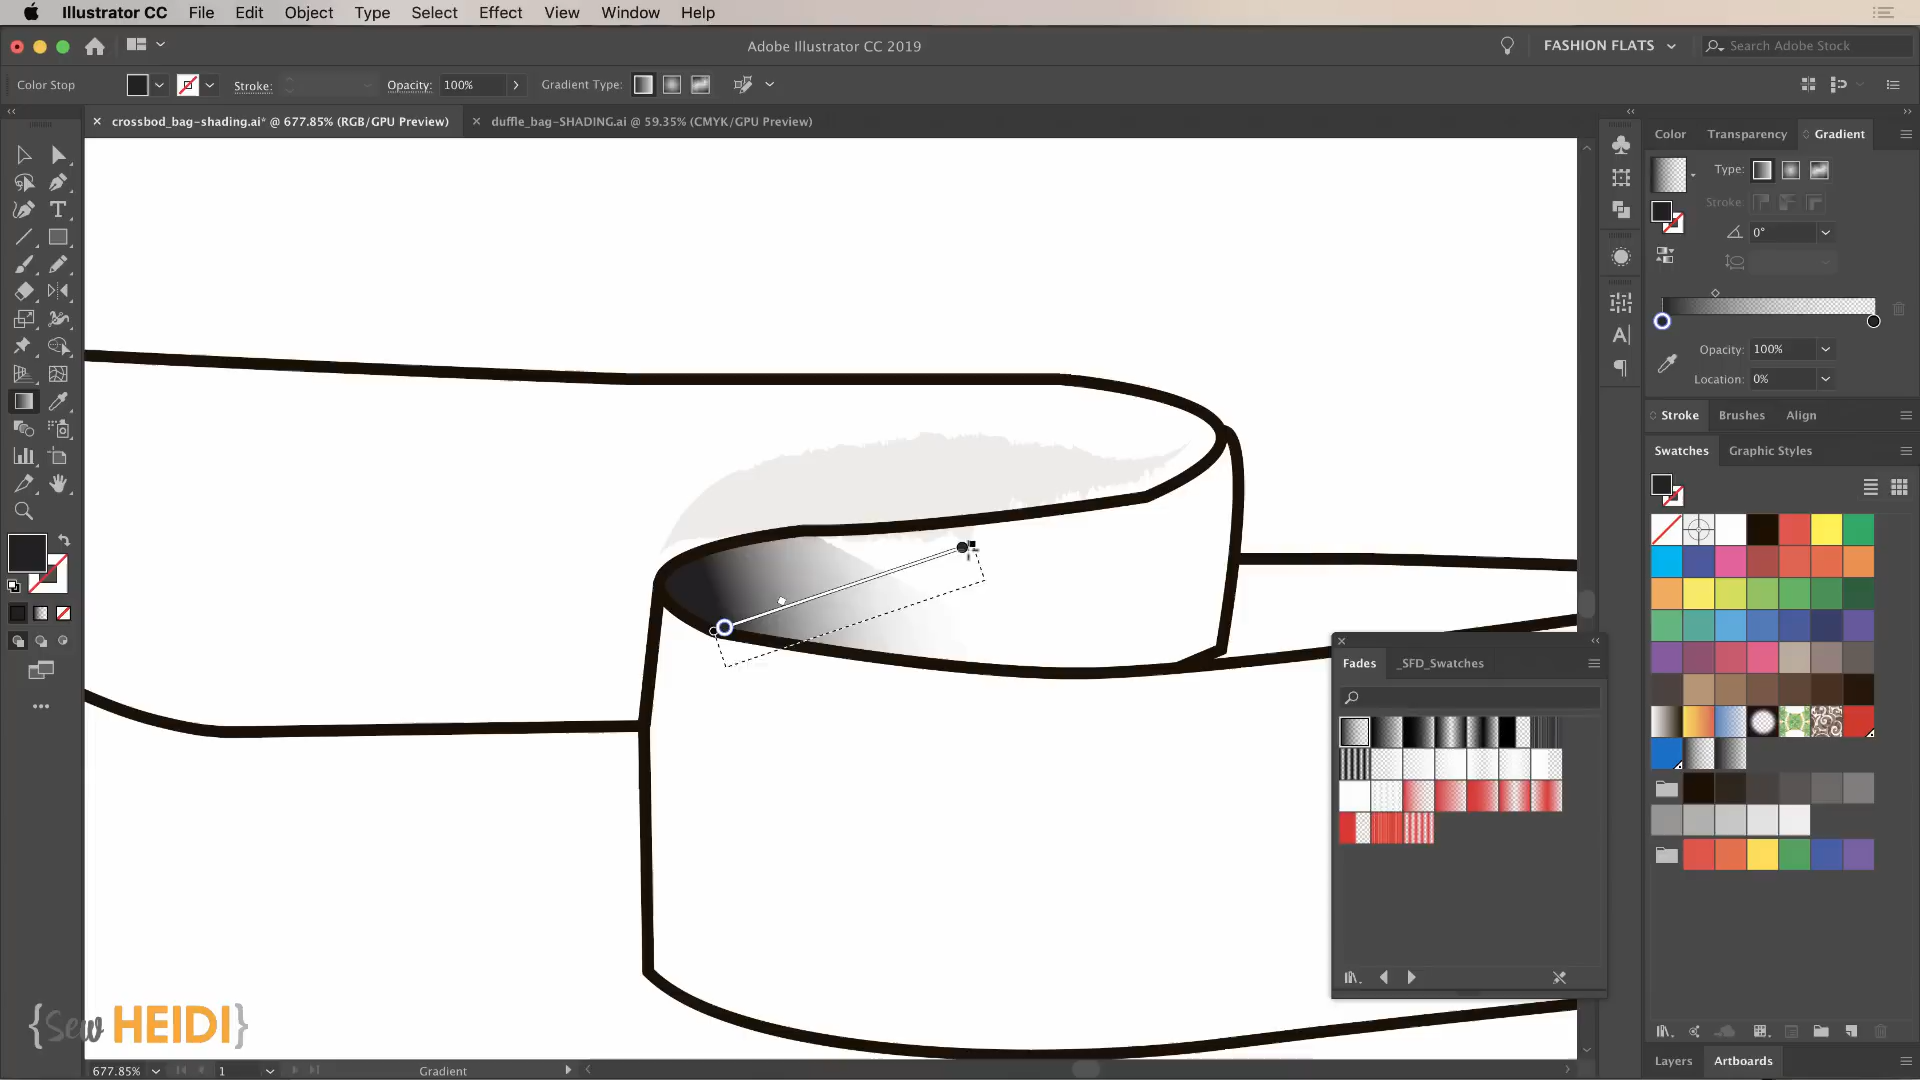 Illustrator CC File Edit Object Type Select Effect View Window Help
Adobe Illustrator CC 2019
FASHION FLATS
Search Adobe Stock
Color Stop
Stroke:
Opacity: 100%
Gradient Type:
× crossbod_bag-shading.ai* @ 677.85% (RGB/GPU Preview)
× duffle_bag-SHADING.ai @ 59.35% (CMYK/GPU Preview)
Color Transparency Gradient
Type:
Stroke:
0°
Opacity: 100%
Location: 0%
Stroke Brushes Align
Swatches Graphic Styles
Fades _SFD_Swatches
{Sew HEIDI}
677.85% 1 Gradient
Layers Artboards